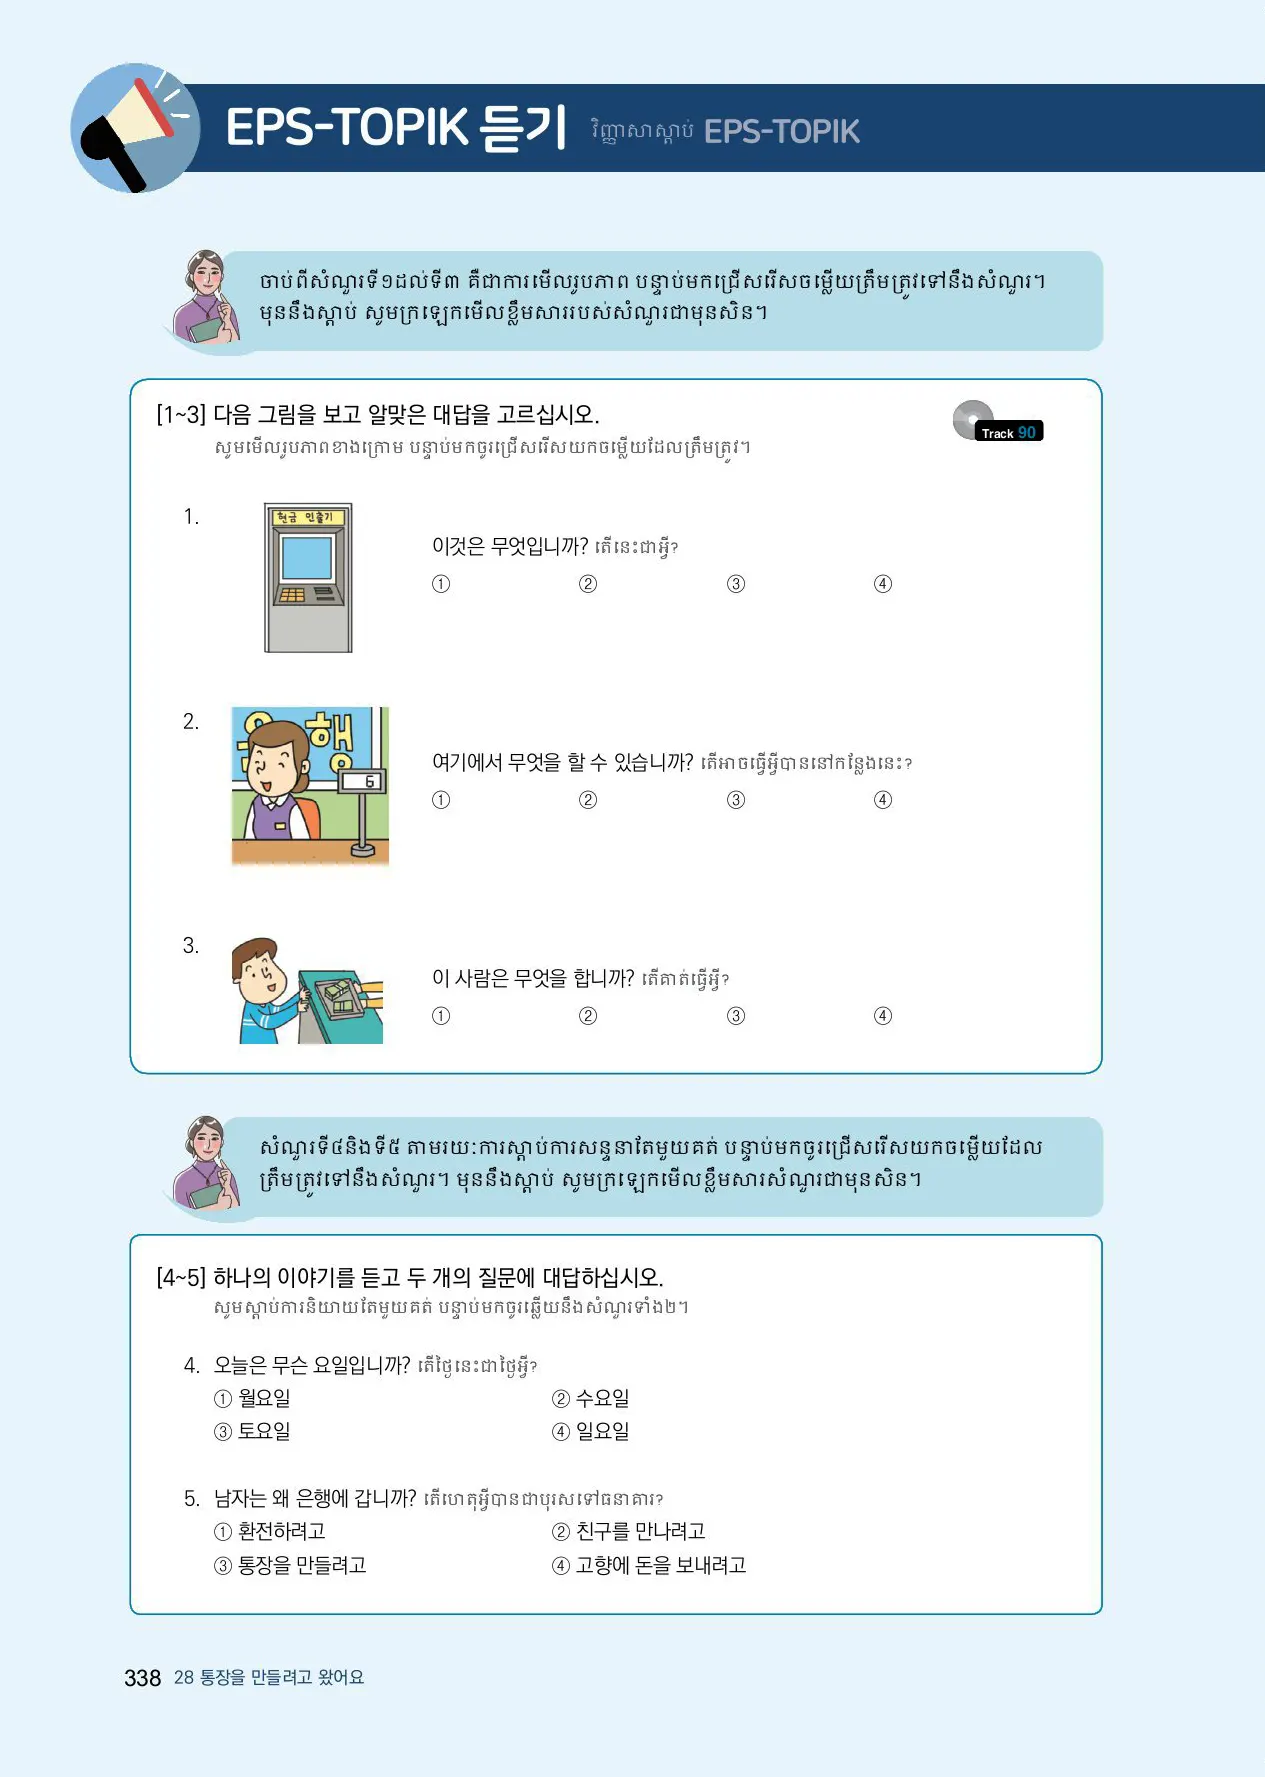 EPS-TOPIK 듣기 វិញ្ញាសាស្តាប់ EPS-TOPIK
ចាប់ពីសំណួរទី១ដល់ទី៣ គឺជាការមើលរូបភាព បន្ទាប់មកជ្រើសរើសចម្លើយត្រឹមត្រូវទៅនឹងសំណួរ។
មុននឹងស្តាប់ សូមក្រឡេកមើលខ្លឹមសាររបស់សំណួរជាមុនសិន។
[1~3] 다음 그림을 보고 알맞은 대답을 고르십시오.
Track 90
សូមមើលរូបភាពខាងក្រោម បន្ទាប់មកចូរជ្រើសរើសយកចម្លើយដែលត្រឹមត្រូវ។
1.
현금 인출기
이것은 무엇입니까? តើនេះជាអ្វី?
① ② ③ ④
2.
은행
6
여기에서 무엇을 할 수 있습니까? តើអាចធ្វើអ្វីបាននៅកន្លែងនេះ?
① ② ③ ④
3.
이 사람은 무엇을 합니까? តើគាត់ធ្វើអ្វី?
① ② ③ ④
សំណួរទី៤និងទី៥ តាមរយៈការស្តាប់ការសន្ទនាតែមួយគត់ បន្ទាប់មកចូរជ្រើសរើសយកចម្លើយដែល
ត្រឹមត្រូវទៅនឹងសំណួរ។ មុននឹងស្តាប់ សូមក្រឡេកមើលខ្លឹមសារសំណួរជាមុនសិន។
[4~5] 하나의 이야기를 듣고 두 개의 질문에 대답하십시오.
សូមស្តាប់ការនិយាយតែមួយគត់ បន្ទាប់មកចូរឆ្លើយនឹងសំណួរទាំង២។
4. 오늘은 무슨 요일입니까? តើថ្ងៃនេះជាថ្ងៃអ្វី?
① 월요일 ② 수요일
③ 토요일 ④ 일요일
5. 남자는 왜 은행에 갑니까? តើហេតុអ្វីបានជាបុរសទៅធនាគារ?
① 환전하려고 ② 친구를 만나려고
③ 통장을 만들려고 ④ 고향에 돈을 보내려고
338 28 통장을 만들려고 왔어요